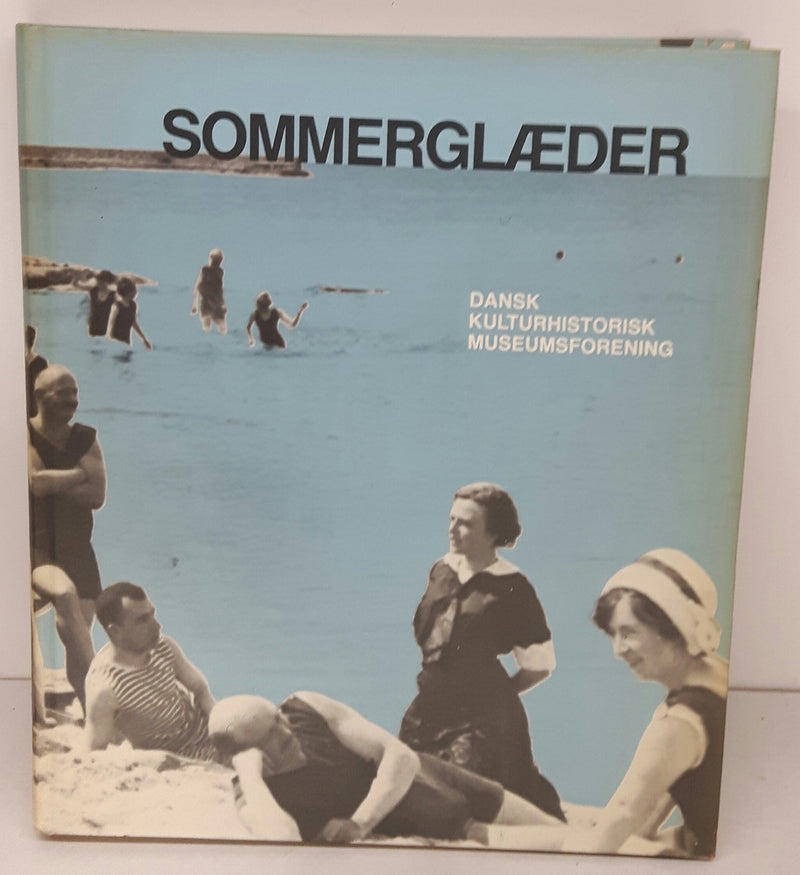 SOMMERGLÆDER
DANSK
KULTURHISTORISK
MUSEUMSFORENING